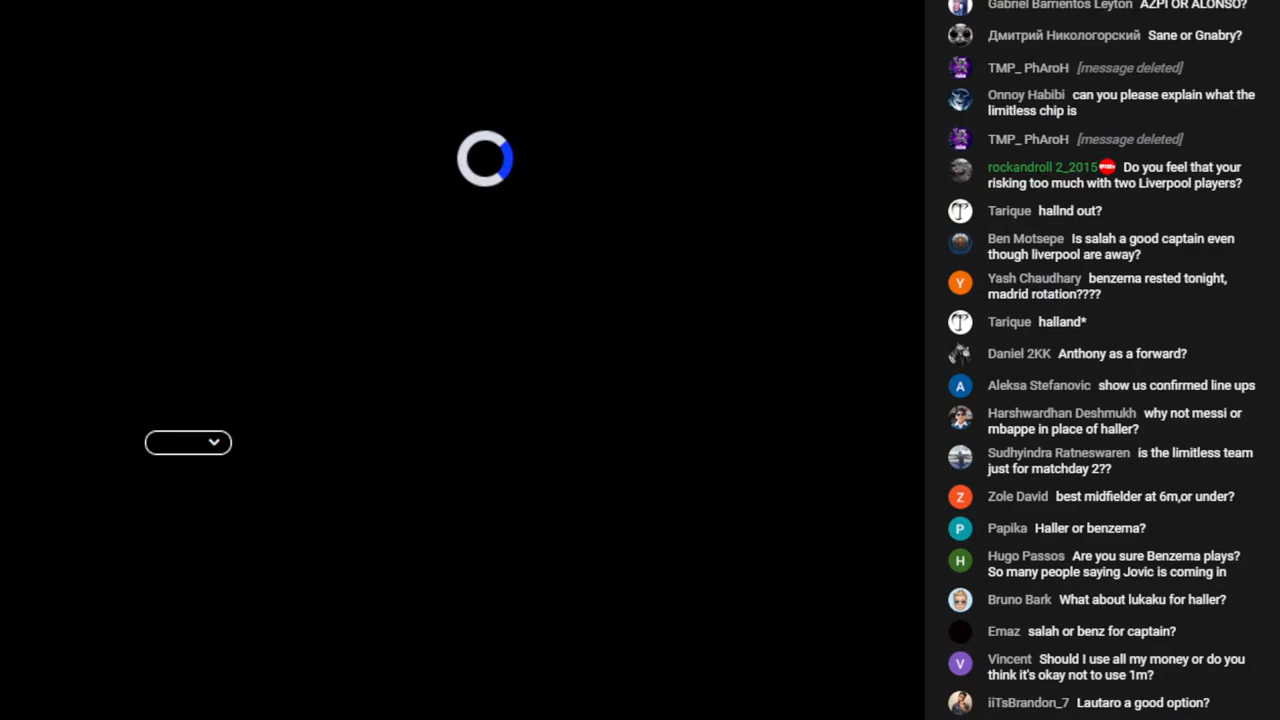 Gabriel Barrientos Leyton AZPI OR ALONSO?
Дмитрий Никологорский Sane or Gnabry?
TMP_ PhAroH [message deleted]
Onnoy Habibi can you please explain what the
limitless chip is
TMP_ PhAroH [message deleted]
rockandroll 2_2015 Do you feel that your
risking too much with two Liverpool players?
Tarique hallnd out?
Ben Motsepe Is salah a good captain even
though liverpool are away?
Y Yash Chaudhary benzema rested tonight,
madrid rotation????
Tarique halland*
Daniel 2KK Anthony as a forward?
A Aleksa Stefanovic show us confirmed line ups
Harshwardhan Deshmukh why not messi or
mbappe in place of haller?
Sudhyindra Ratneswaren is the limitless team
just for matchday 2??
Z Zole David best midfielder at 6m,or under?
P Papika Haller or benzema?
H Hugo Passos Are you sure Benzema plays?
So many people saying Jovic is coming in
Bruno Bark What about lukaku for haller?
Emaz salah or benz for captain?
V Vincent Should I use all my money or do you
think it's okay not to use 1m?
iiTsBrandon_7 Lautaro a good option?